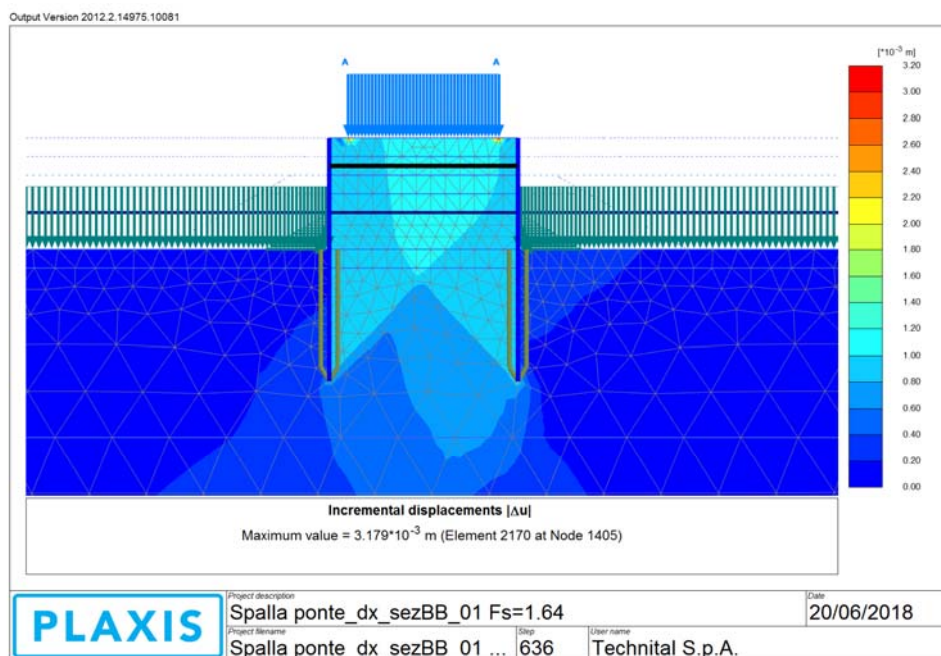 Output Version 2012.2.14975.10081
[*10⁻³ m]
A A
3.20
3.00
2.80
2.60
2.40
2.20
2.00
1.80
1.60
1.40
1.20
1.00
0.80
0.60
0.40
0.20
0.00
Incremental displacements |Δu|
Maximum value = 3.179*10⁻³ m (Element 2170 at Node 1405)
PLAXIS
Project description
Spalla ponte_dx_sezBB_01 Fs=1.64
Date
20/06/2018
Project filename
Spalla ponte_dx_sezBB_01 ...
Step
636
User name
Technital S.p.A.